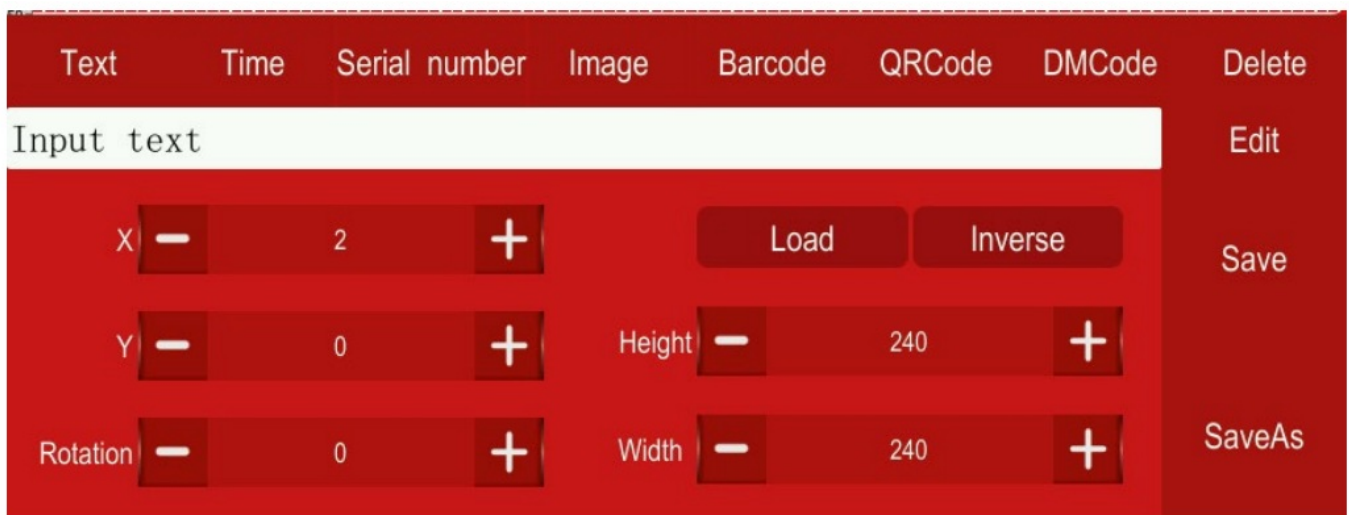 Text Time Serial number Image Barcode QRCode DMCode Delete
Input text
Edit
X − 2 +
Load Inverse
Save
Y − 0 +
Height − 240 +
Rotation − 0 +
Width − 240 +
SaveAs